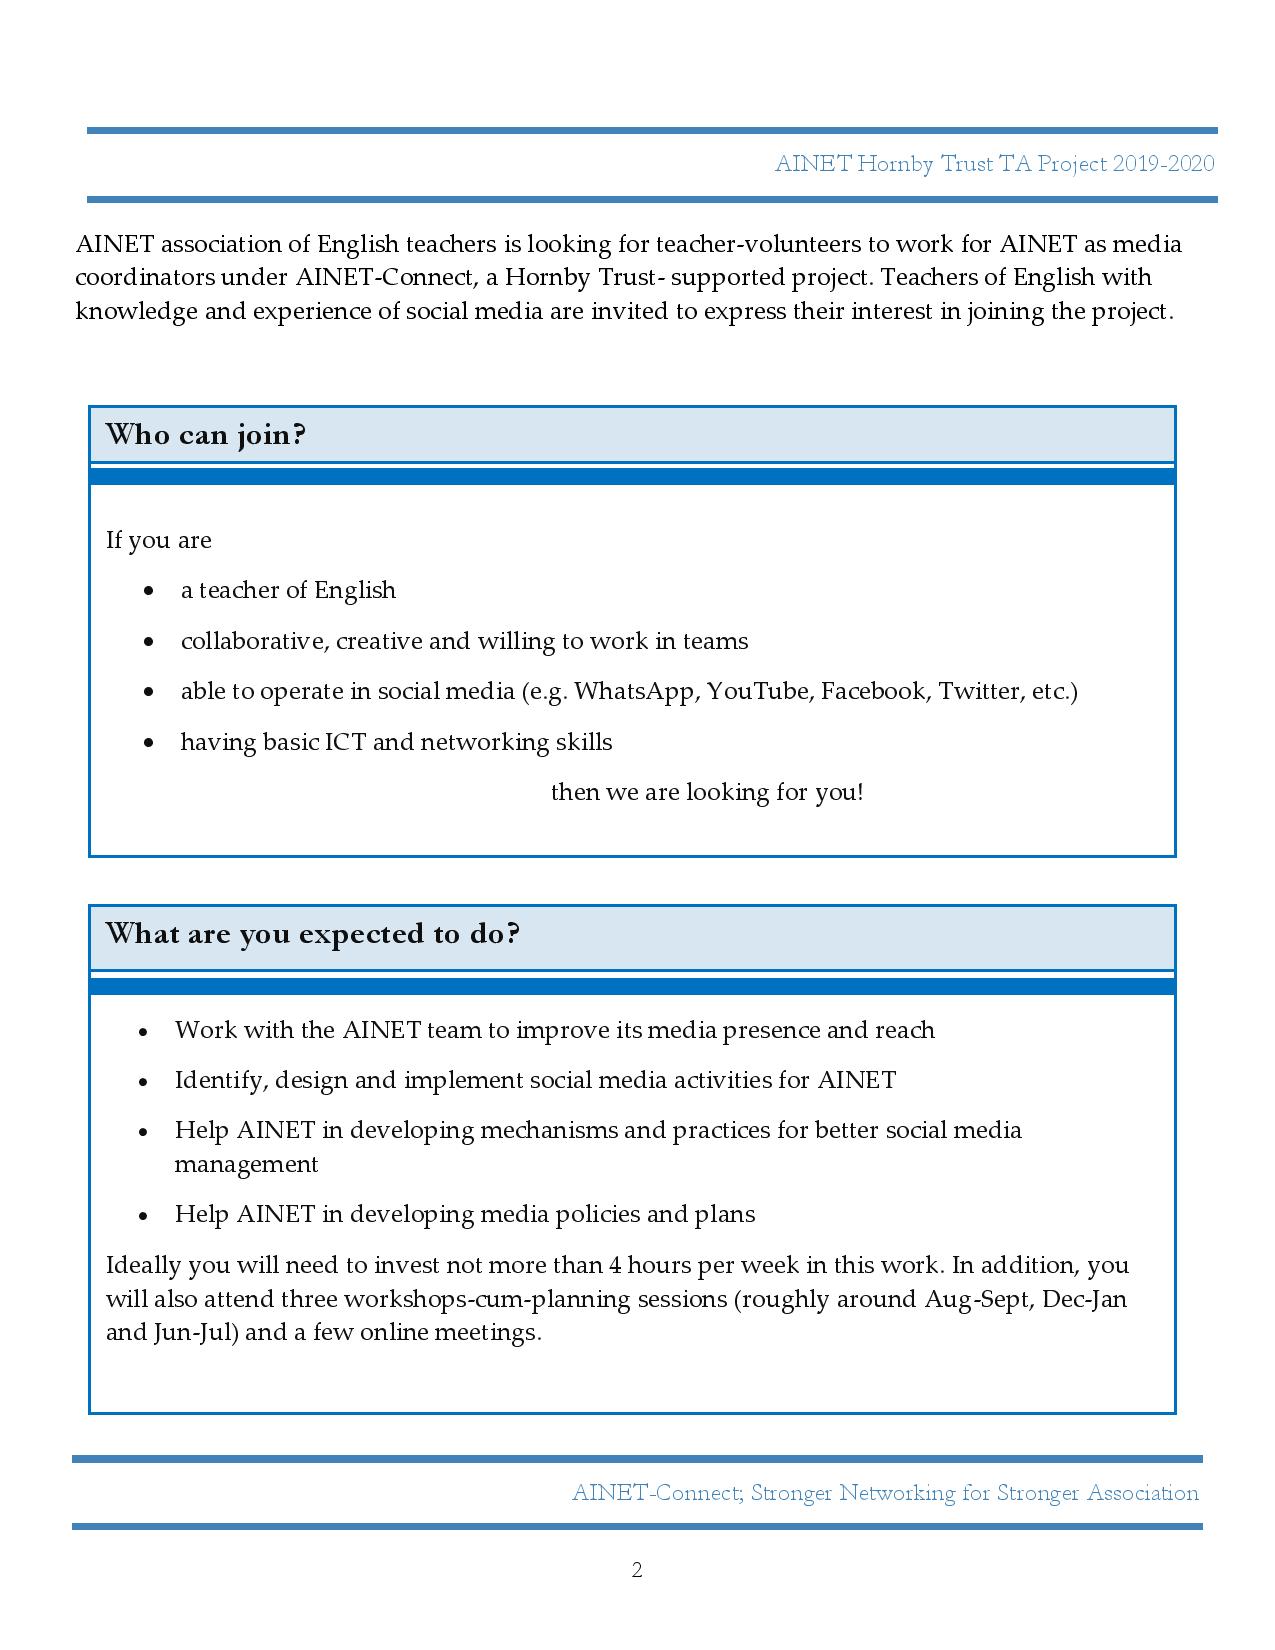 AINET Hornby Trust TA Project 2019-2020
AINET association of English teachers is looking for teacher-volunteers to work for AINET as media
coordinators under AINET-Connect, a Hornby Trust- supported project. Teachers of English with
knowledge and experience of social media are invited to express their interest in joining the project.
Who can join?
If you are
• a teacher of English
• collaborative, creative and willing to work in teams
• able to operate in social media (e.g. WhatsApp, YouTube, Facebook, Twitter, etc.)
• having basic ICT and networking skills
then we are looking for you!
What are you expected to do?
• Work with the AINET team to improve its media presence and reach
• Identify, design and implement social media activities for AINET
• Help AINET in developing mechanisms and practices for better social media
management
• Help AINET in developing media policies and plans
Ideally you will need to invest not more than 4 hours per week in this work. In addition, you
will also attend three workshops-cum-planning sessions (roughly around Aug-Sept, Dec-Jan
and Jun-Jul) and a few online meetings.
AINET-Connect; Stronger Networking for Stronger Association
2